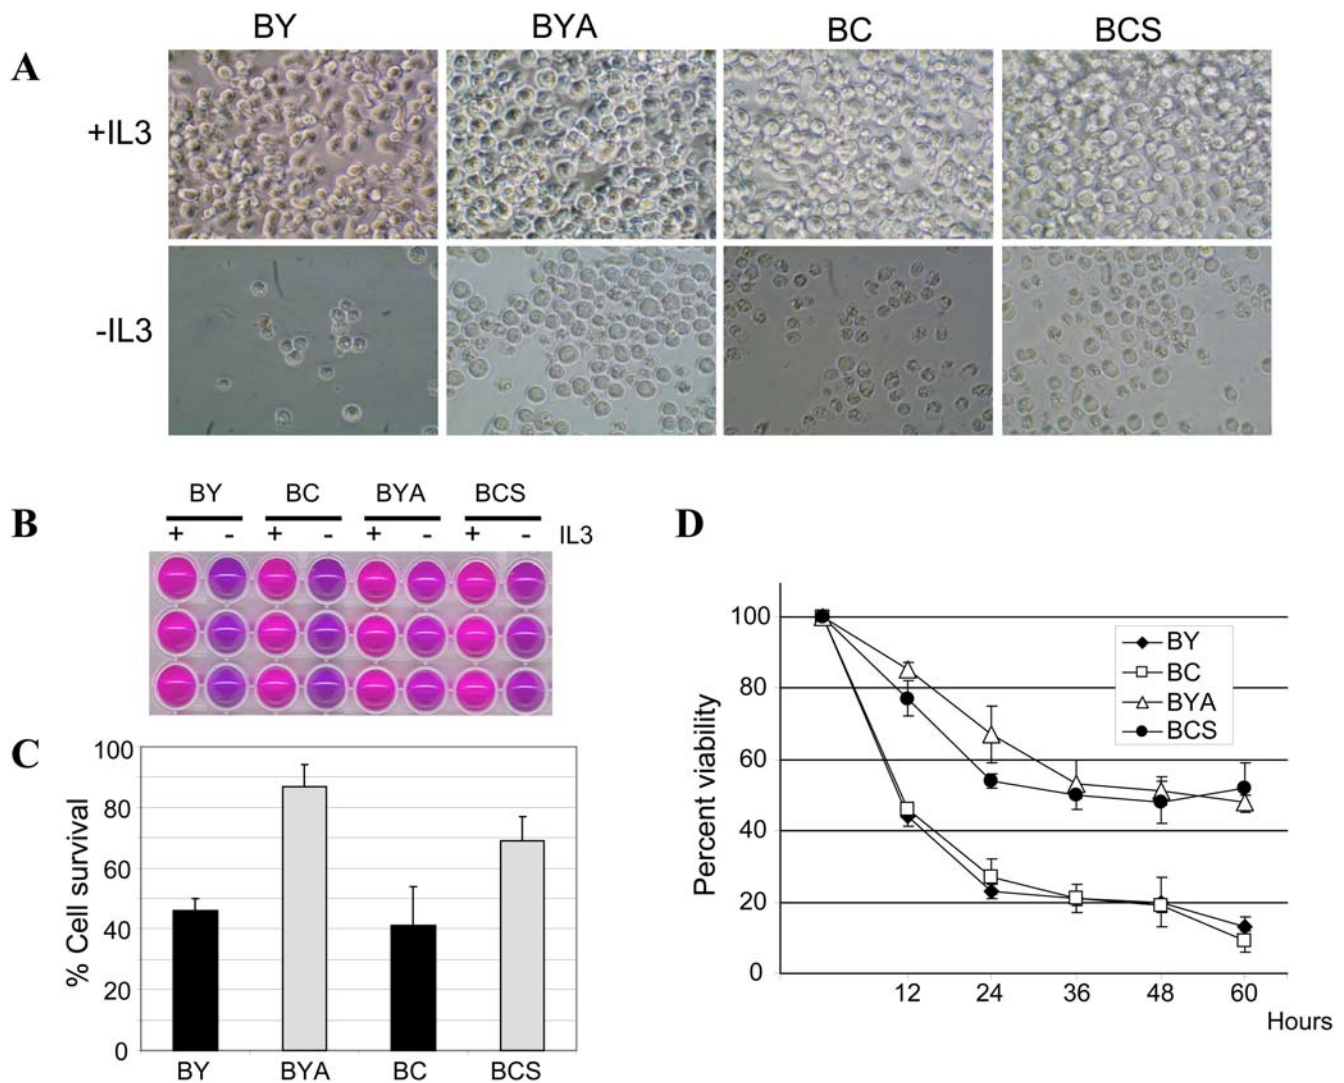 BY BYA BC BCS
A
+IL3
-IL3
B
BY BC BYA BCS
+ - + - + - + - IL3
C
% Cell survival
100
80
60
40
20
0
BY BYA BC BCS
D
Percent viability
100
80
60
40
20
0
BY
BC
BYA
BCS
12 24 36 48 60
Hours